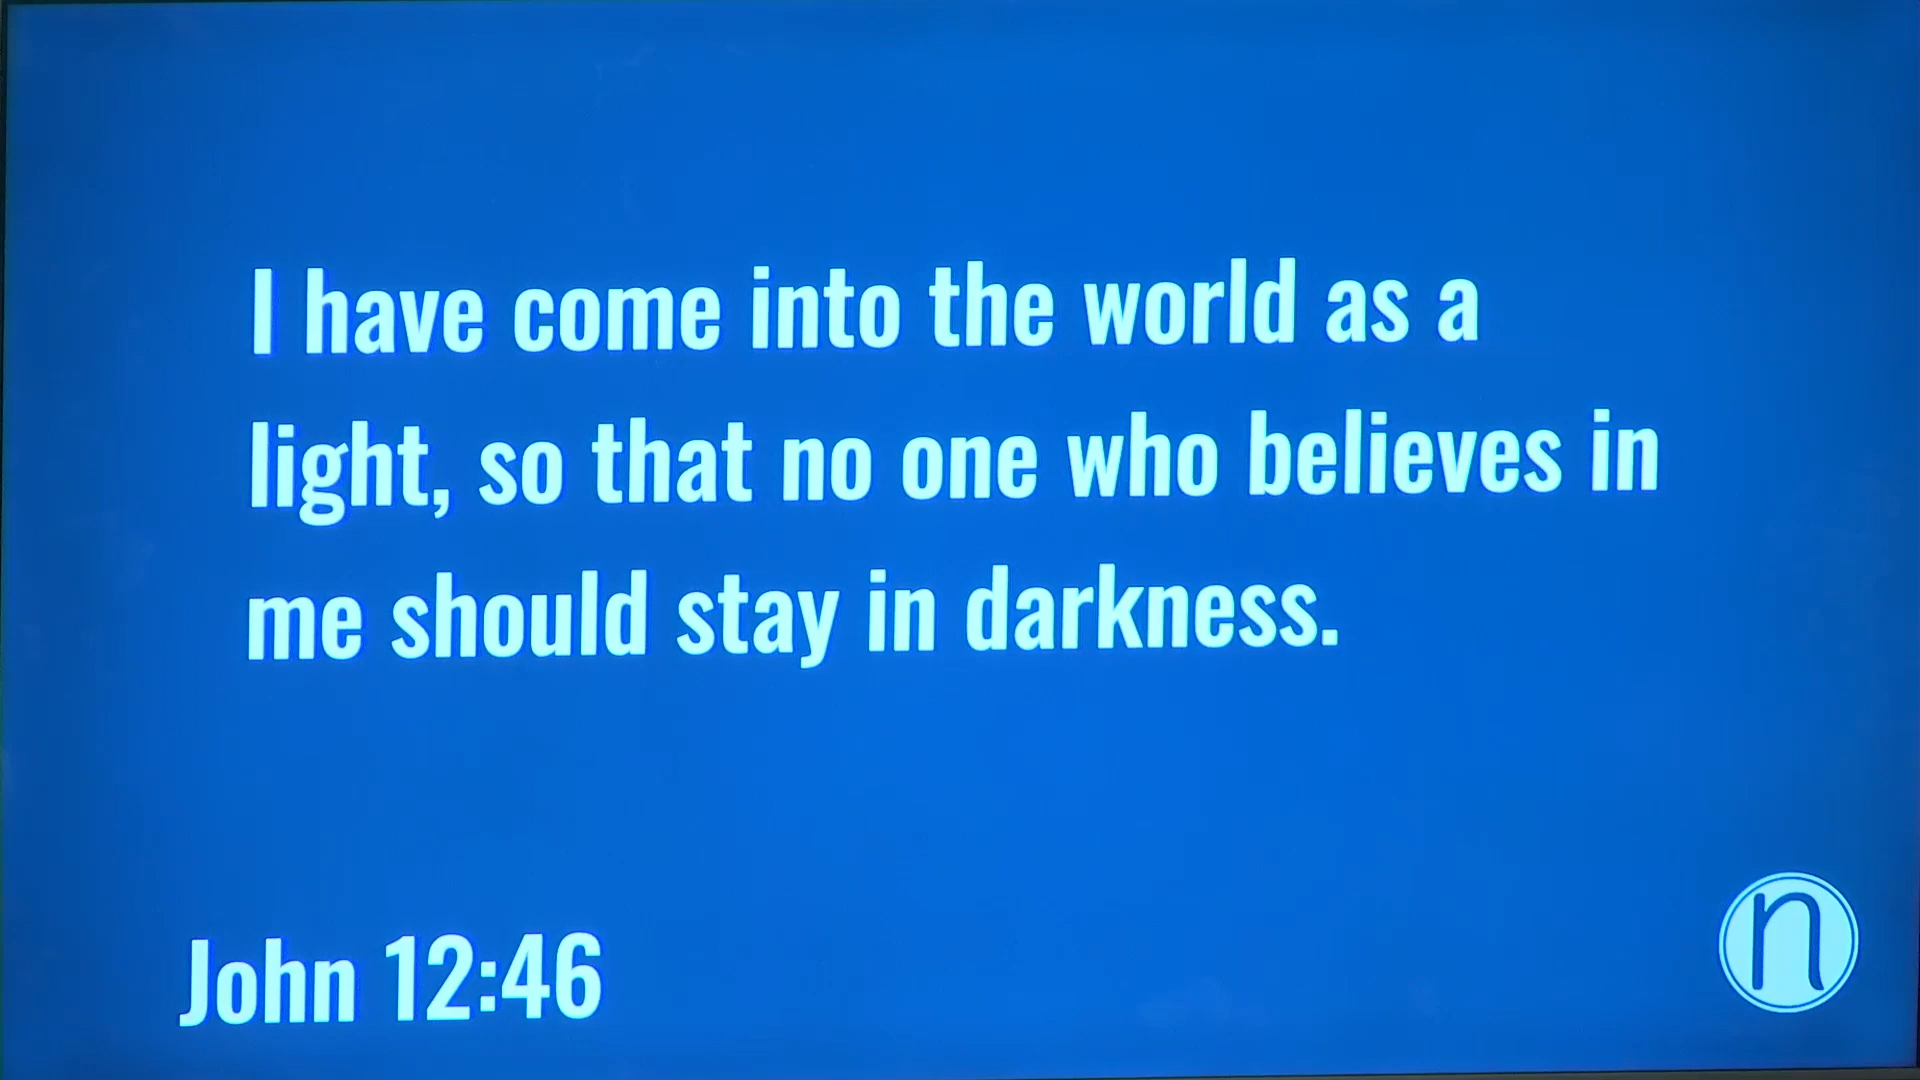 I have come into the world as a
light, so that no one who believes in
me should stay in darkness.
John 12:46
n